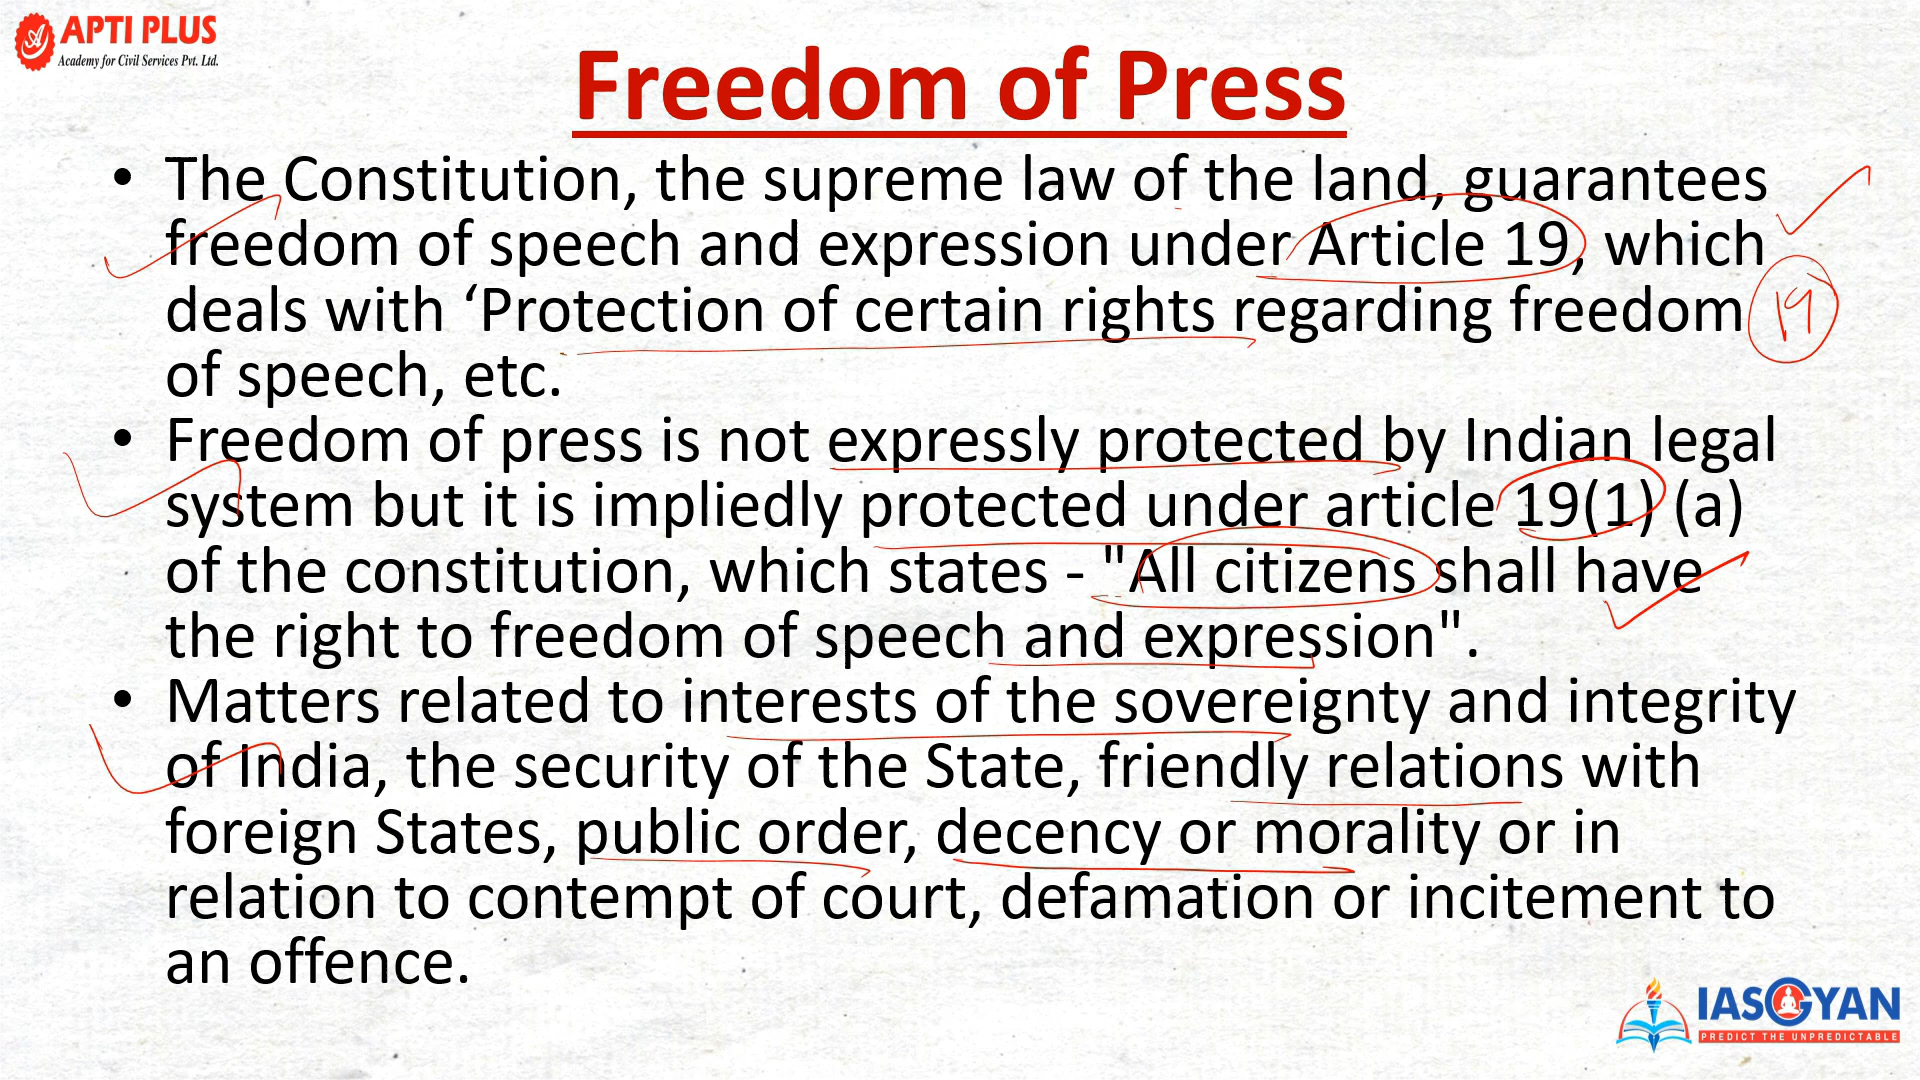 APTI PLUS
Academy for Civil Services Pvt. Ltd.
Freedom of Press
• The Constitution, the supreme law of the land, guarantees
freedom of speech and expression under Article 19, which
deals with ‘Protection of certain rights regarding freedom
19
of speech, etc.
• Freedom of press is not expressly protected by Indian legal
system but it is impliedly protected under article 19(1) (a)
of the constitution, which states - "All citizens shall have
the right to freedom of speech and expression".
• Matters related to interests of the sovereignty and integrity
of India, the security of the State, friendly relations with
foreign States, public order, decency or morality or in
relation to contempt of court, defamation or incitement to
an offence.
IASGYAN
PREDICT THE UNPREDICTABLE